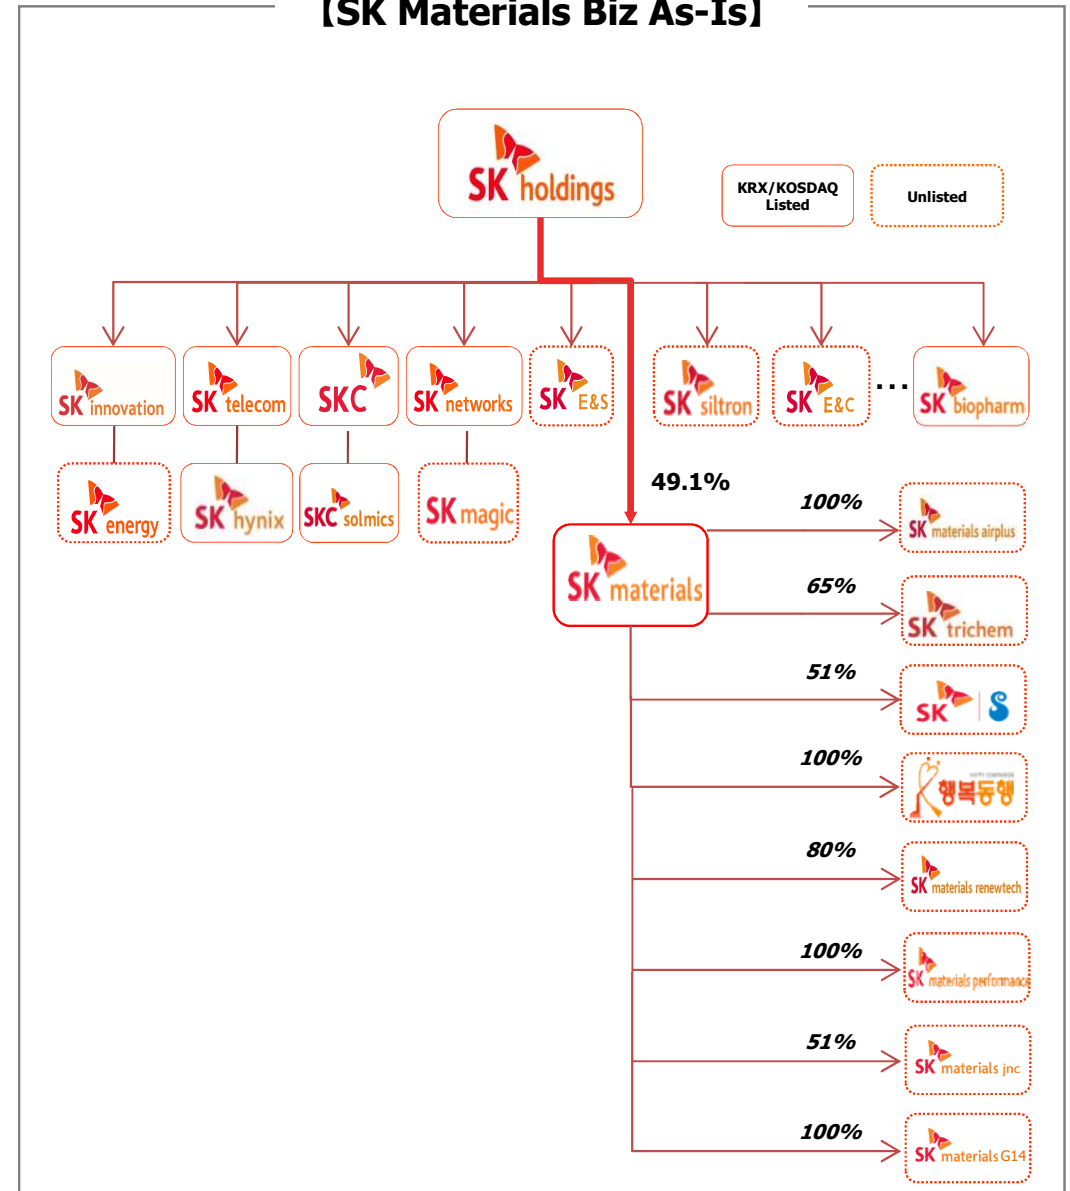 【SK Materials Biz As-Is】
SK holdings
KRX/KOSDAQ
Listed
Unlisted
SK innovation
SK telecom
SKC
SK networks
SK E&S
SK siltron
SK E&C
...
SK biopharm
SK energy
SK hynix
SKC solmics
SK magic
49.1%
SK materials
100%
SK materials airplus
65%
SK trichem
51%
SK
100%
행복동행
80%
SK materials renewtech
100%
SK materials performance
51%
SK materials jnc
100%
SK materials G14